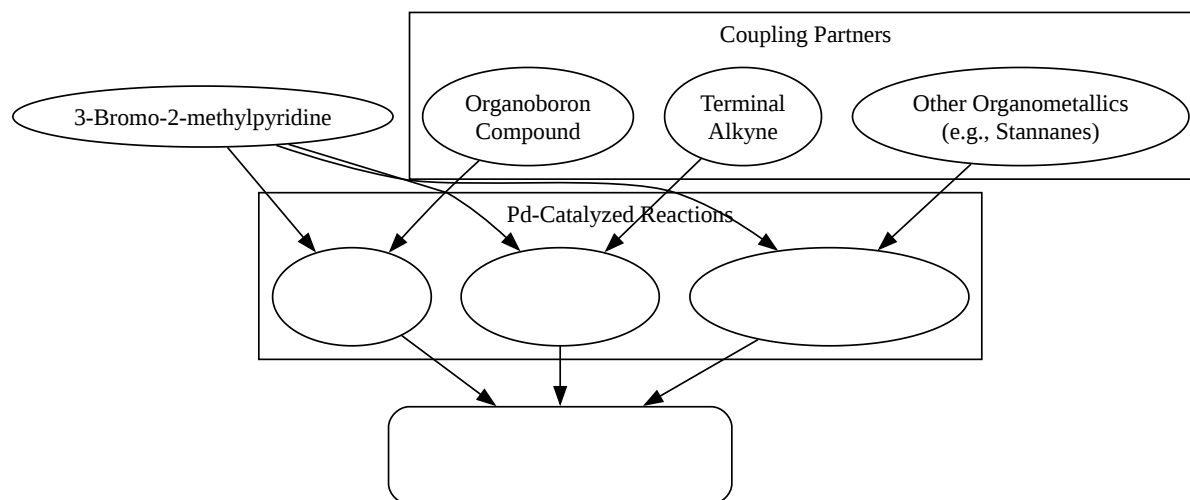 Coupling Partners
3-Bromo-2-methylpyridine
Organoboron
Compound
Terminal
Alkyne
Other Organometallics
(e.g., Stannanes)
Pd-Catalyzed Reactions